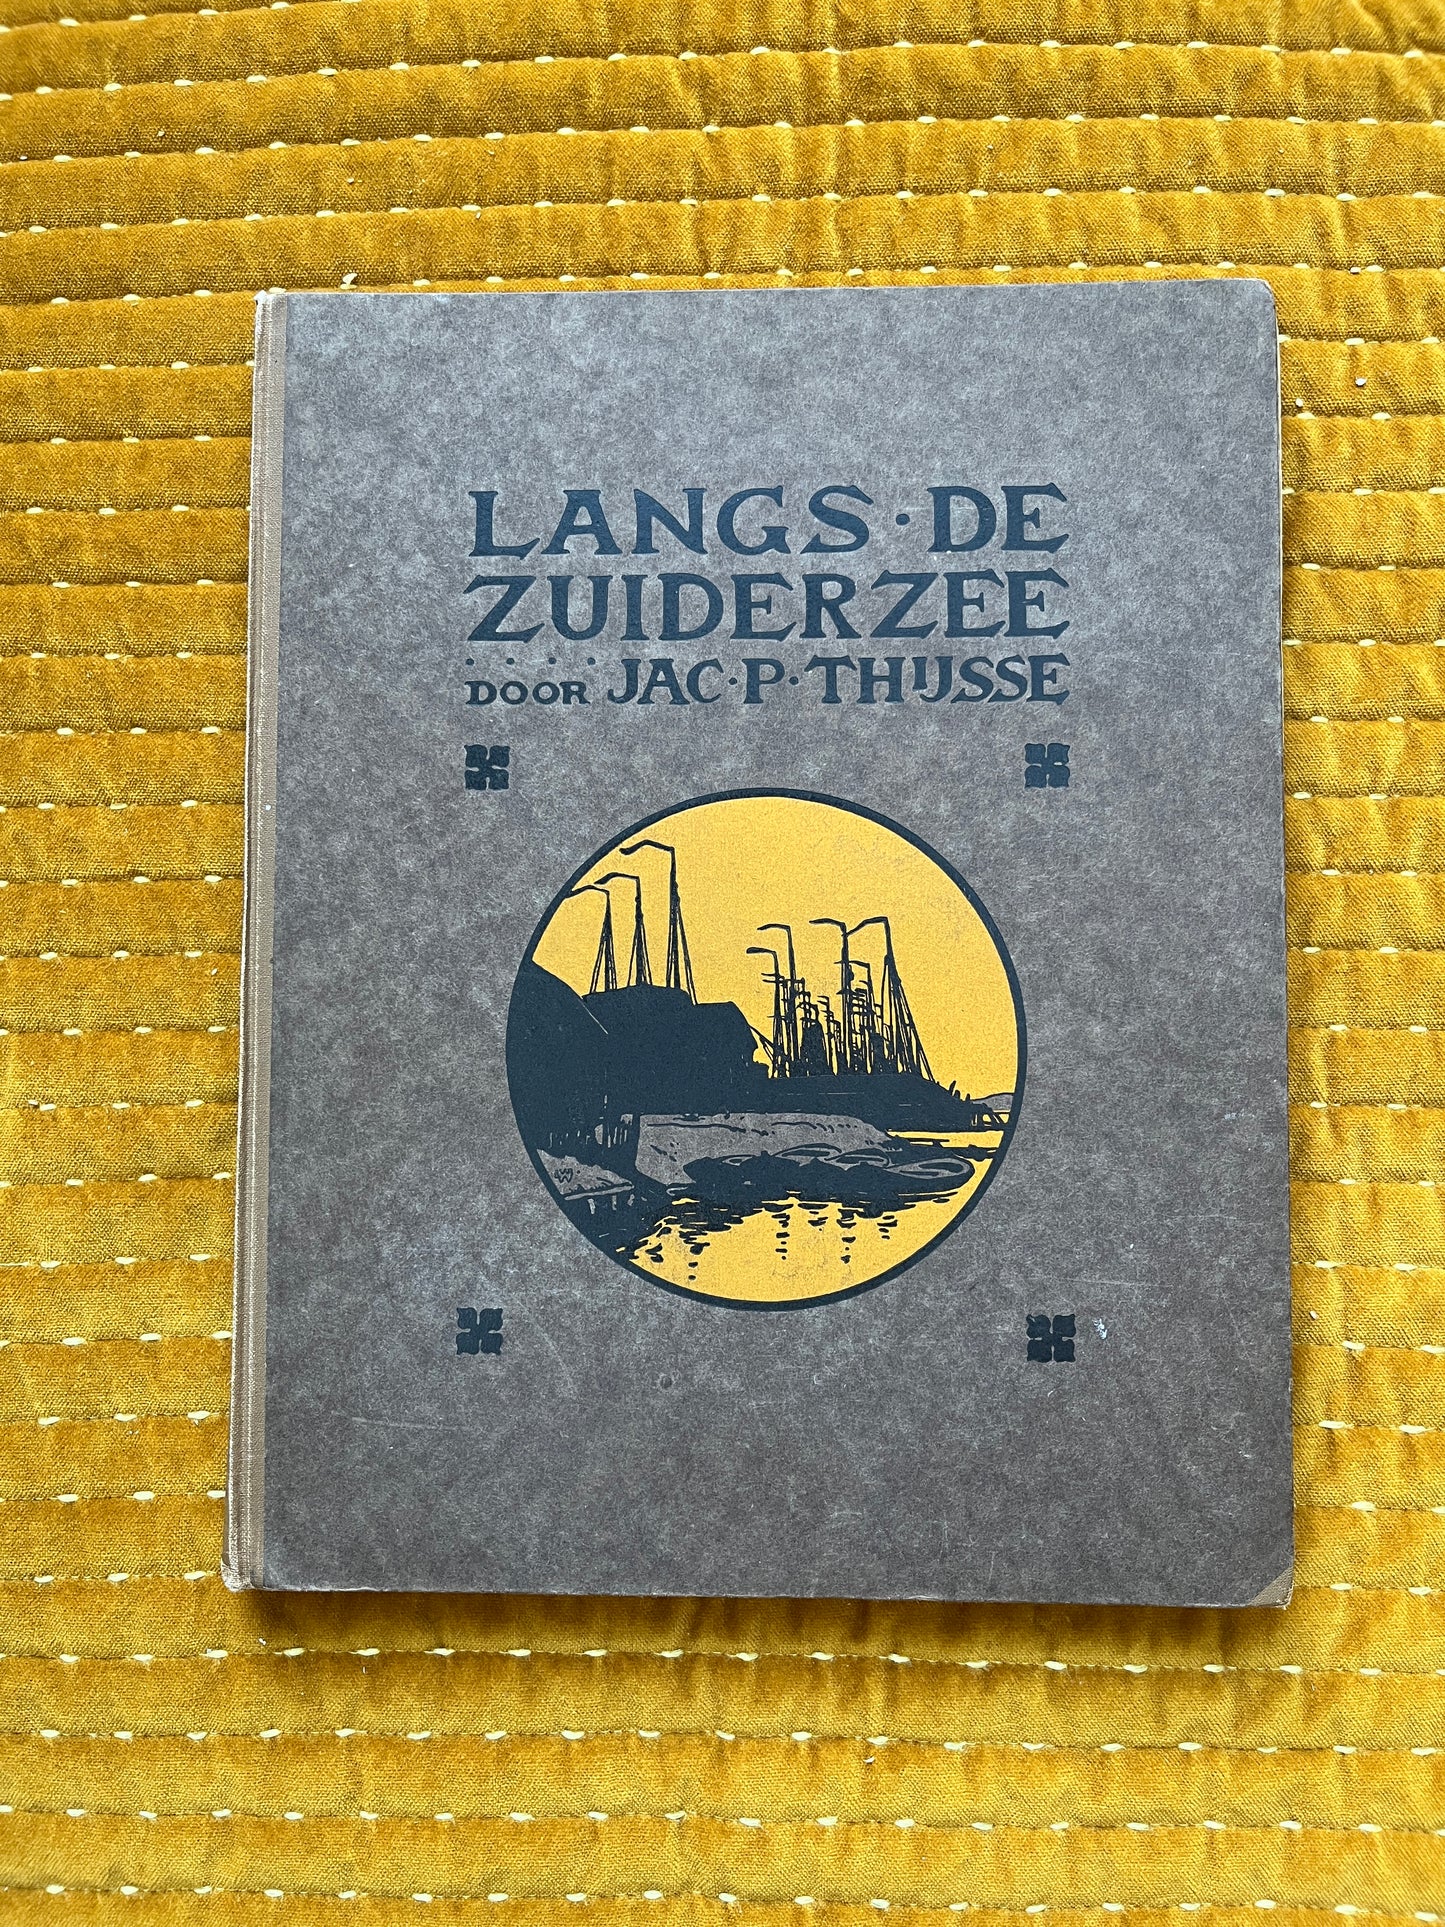 LANGS · DE
ZUIDERZEE
DOOR JAC · P · THIJSSE